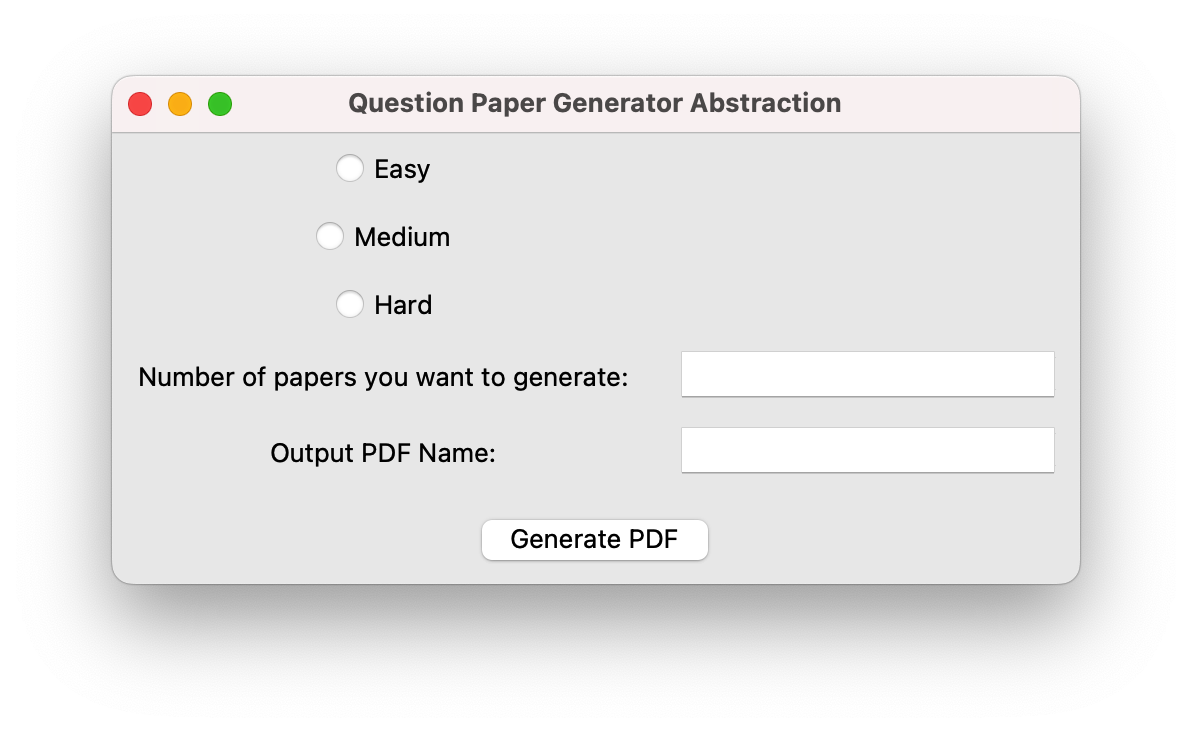 Question Paper Generator Abstraction
Easy
Medium
Hard
Number of papers you want to generate:
Output PDF Name:
Generate PDF